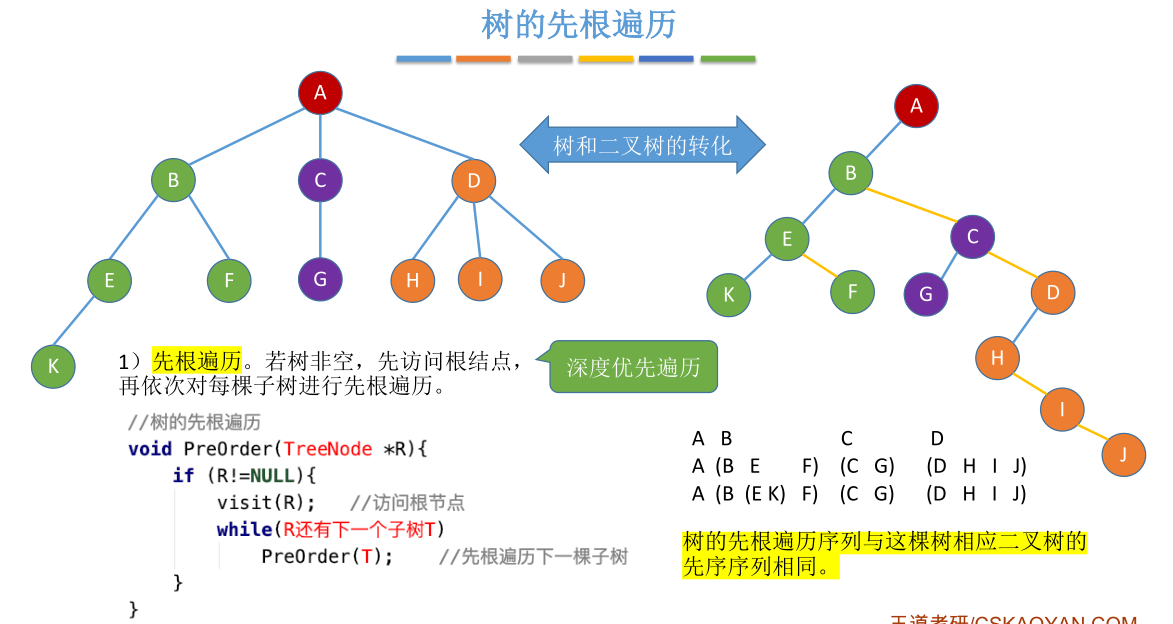 树的先根遍历
A
B
C
D
E
F
G
H
I
J
K
树和二叉树的转化
A
B
E
C
K
F
G
D
H
I
J
1）先根遍历。若树非空，先访问根结点，
再依次对每棵子树进行先根遍历。
深度优先遍历
//树的先根遍历
void PreOrder(TreeNode *R){
if (R!=NULL){
visit(R); //访问根节点
while(R还有下一个子树T)
PreOrder(T); //先根遍历下一棵子树
}
}
A B C D
A (B E F) (C G) (D H I J)
A (B (E K) F) (C G) (D H I J)
树的先根遍历序列与这棵树相应二叉树的
先序序列相同。
王道考研/CSKAOYAN.COM